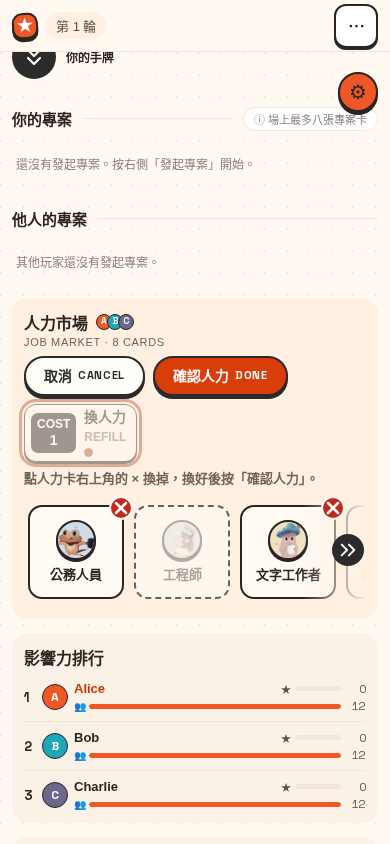 第 1 輪
你的手牌
你的專案
ⓘ 場上最多八張專案卡
還沒有發起專案。按右側「發起專案」開始。
他人的專案
其他玩家還沒有發起專案。
人力市場 A B C
JOB MARKET · 8 CARDS
取消 CANCEL
確認人力 DONE
COST 1
換人力
REFILL
點人力卡右上角的 × 換掉，換好後按「確認人力」。
公務人員
工程師
文字工作者
影響力排行
1 A Alice ★ 0
12
2 B Bob ★ 0
12
3 C Charlie ★ 0
12